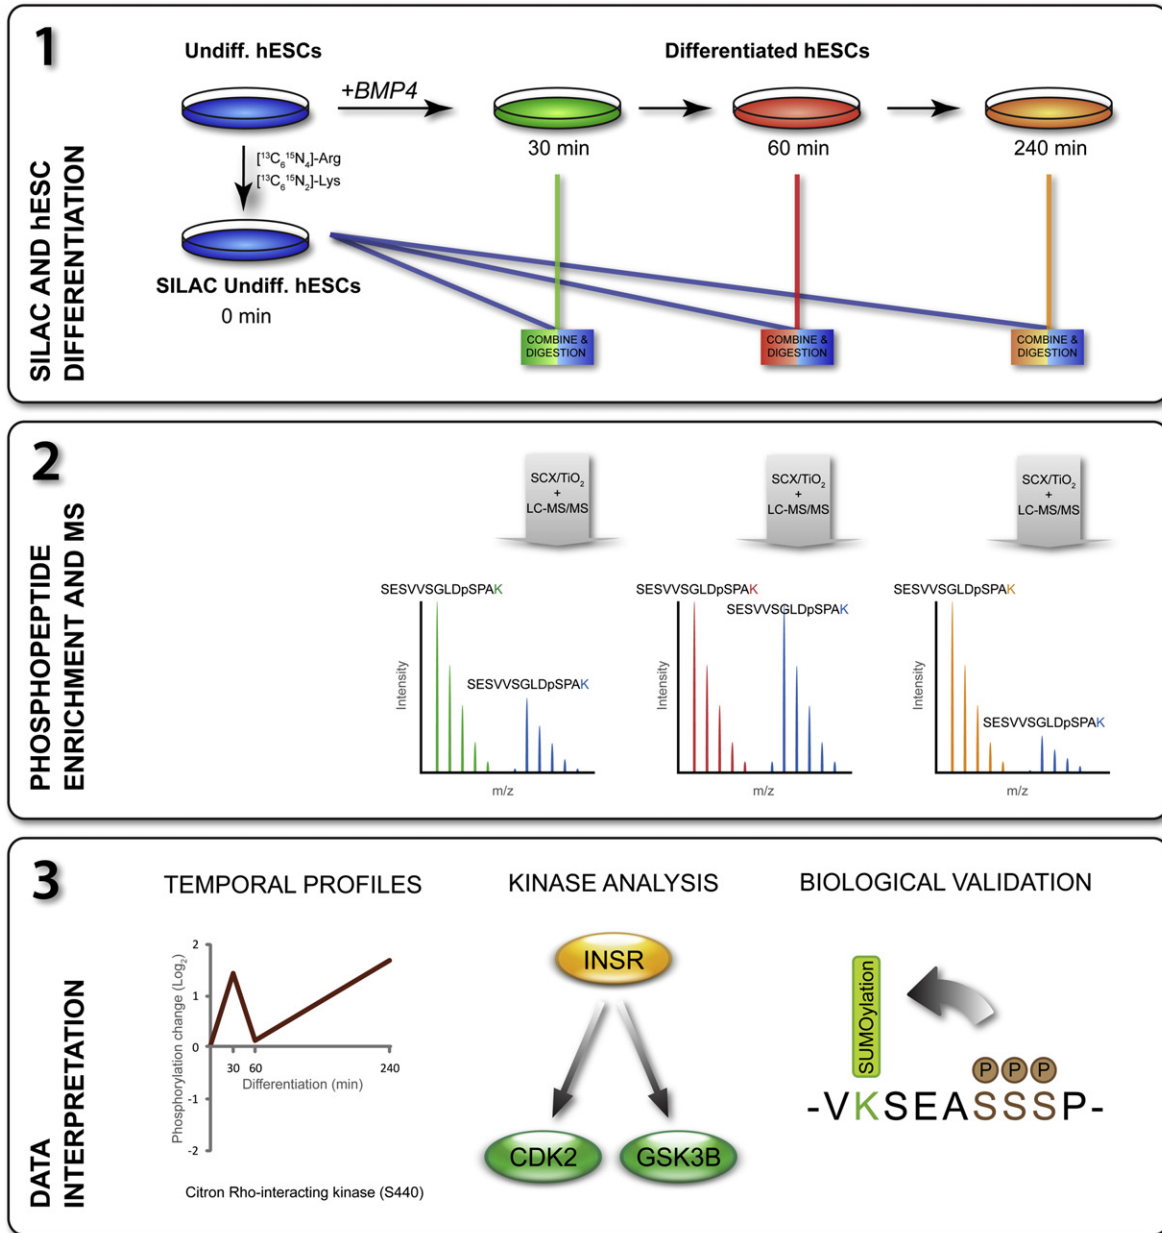 1
SILAC AND hESC
DIFFERENTIATION
Undiff. hESCs
Differentiated hESCs
+BMP4
30 min
60 min
240 min
[¹³C₆¹⁵N₄]-Arg
[¹³C₆¹⁵N₂]-Lys
SILAC Undiff. hESCs
0 min
COMBINE &
DIGESTION
COMBINE &
DIGESTION
COMBINE &
DIGESTION
2
PHOSPHOPEPTIDE
ENRICHMENT AND MS
SCX/TiO₂
+
LC-MS/MS
SCX/TiO₂
+
LC-MS/MS
SCX/TiO₂
+
LC-MS/MS
SESVVSGLDpSPAK
SESVVSGLDpSPAK
Intensity
m/z
SESVVSGLDpSPAK
SESVVSGLDpSPAK
Intensity
m/z
SESVVSGLDpSPAK
SESVVSGLDpSPAK
Intensity
m/z
3
DATA
INTERPRETATION
TEMPORAL PROFILES
Phosphorylation change (Log₂)
2
1
0
-1
-2
30 60 240
Differentiation (min)
Citron Rho-interacting kinase (S440)
KINASE ANALYSIS
INSR
CDK2
GSK3B
BIOLOGICAL VALIDATION
SUMOylation
P P P
-VKSEASSSP-